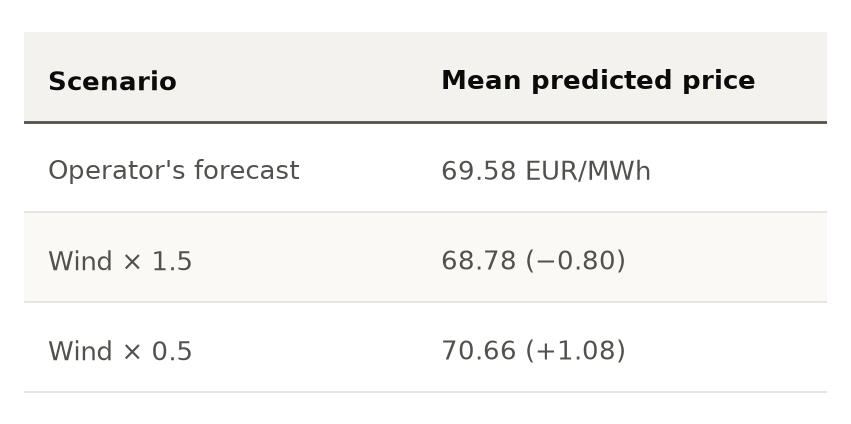 Scenario Mean predicted price
Operator's forecast 69.58 EUR/MWh
Wind × 1.5 68.78 (−0.80)
Wind × 0.5 70.66 (+1.08)